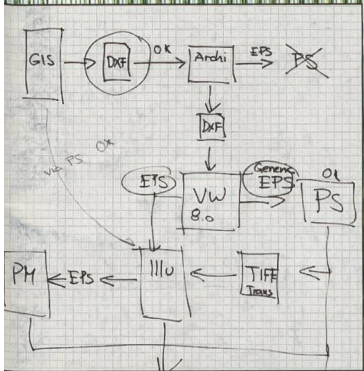 GIS
DXF
OK
Archi
EPS
PS
DXF
via PS OK
EPS
VW
8.0
Generic
EPS
OK
PS
PM
EPS
Illu
TIFF
Trans